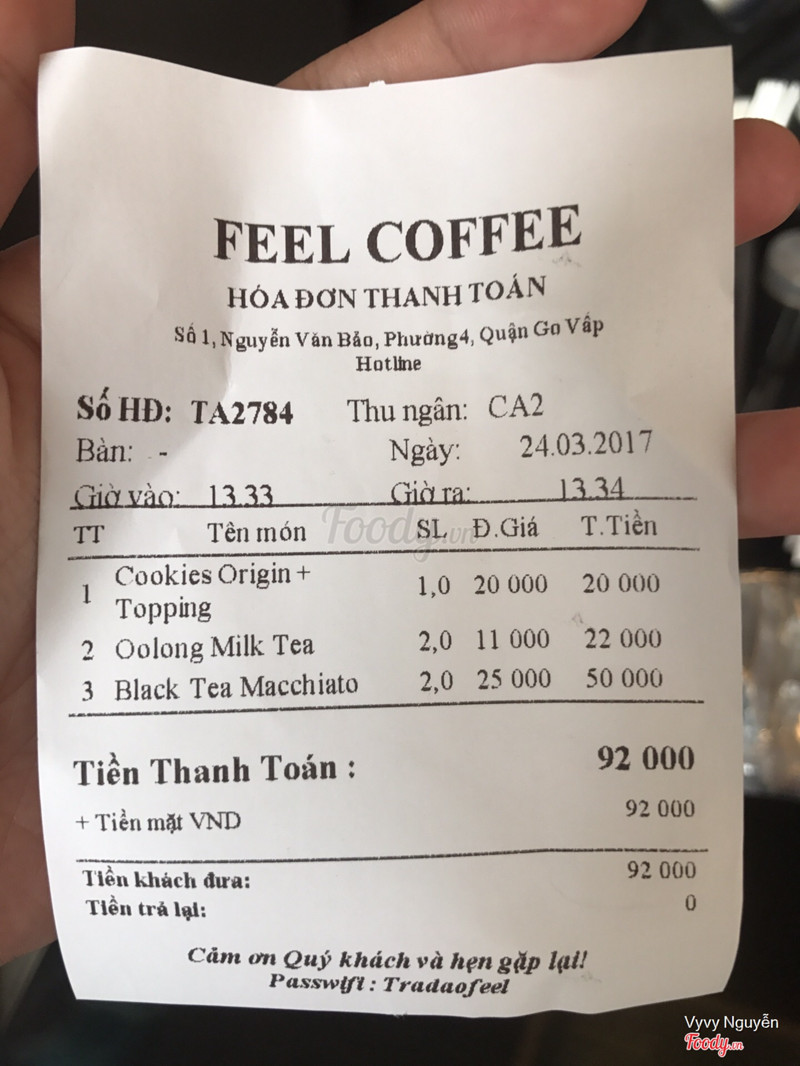 FEEL COFFEE
HÓA ĐƠN THANH TOÁN
Số 1, Nguyễn Văn Bảo, Phường4, Quận Go Vấp
Hotline
Số HĐ: TA2784 Thu ngân: CA2
Bàn: - Ngày: 24.03.2017
Giờ vào: 13.33 Giờ ra: 13.34
Foody.vn
TT Tên món SL Đ.Giá T.Tiền
1 Cookies Origin + 1,0 20 000 20 000
Topping
2 Oolong Milk Tea 2,0 11 000 22 000
3 Black Tea Macchiato 2,0 25 000 50 000
Tiền Thanh Toán : 92 000
+ Tiền mặt VND 92 000
Tiền khách đưa: 92 000
Tiền trả lại: 0
Cảm ơn Quý khách và hẹn gặp lại!
Passwifi : Tradaofeel
Vyvy Nguyễn
Foody.vn